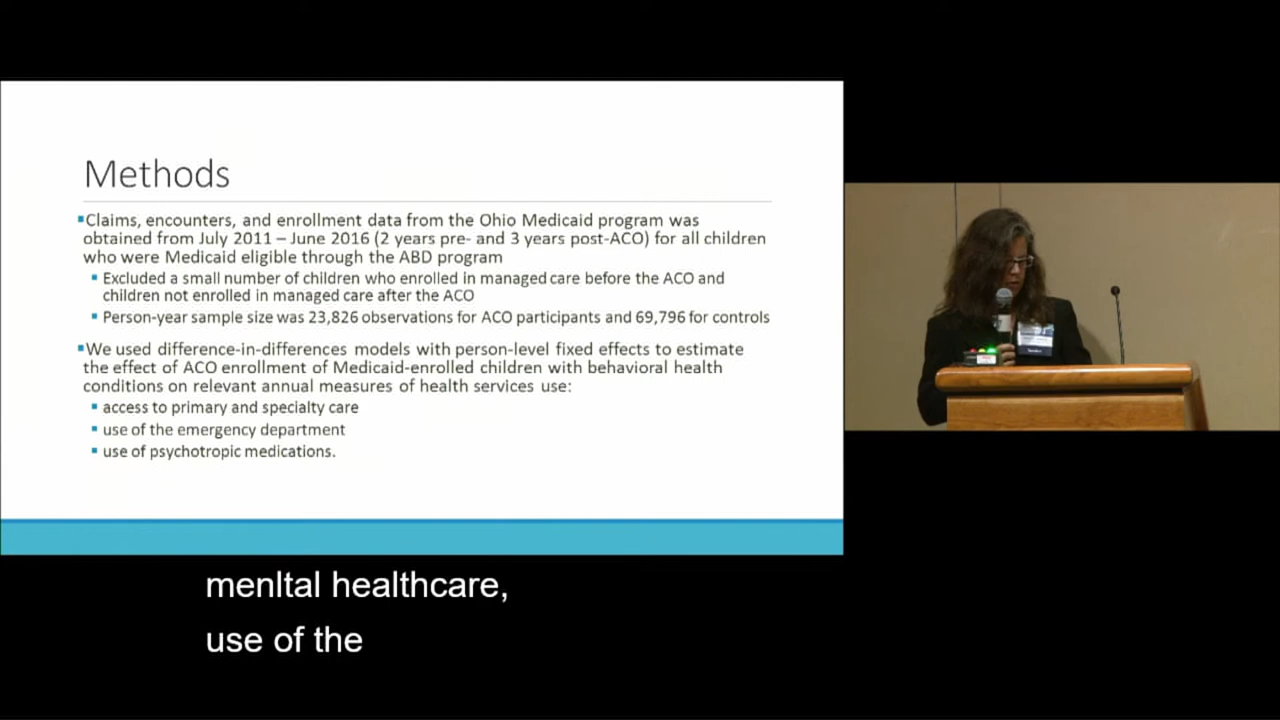 Methods
▪Claims, encounters, and enrollment data from the Ohio Medicaid program was
obtained from July 2011 – June 2016 (2 years pre- and 3 years post-ACO) for all children
who were Medicaid eligible through the ABD program
▪ Excluded a small number of children who enrolled in managed care before the ACO and
children not enrolled in managed care after the ACO
▪ Person-year sample size was 23,826 observations for ACO participants and 69,796 for controls
▪We used difference-in-differences models with person-level fixed effects to estimate
the effect of ACO enrollment of Medicaid-enrolled children with behavioral health
conditions on relevant annual measures of health services use:
▪ access to primary and specialty care
▪ use of the emergency department
▪ use of psychotropic medications.
menItal healthcare,
use of the